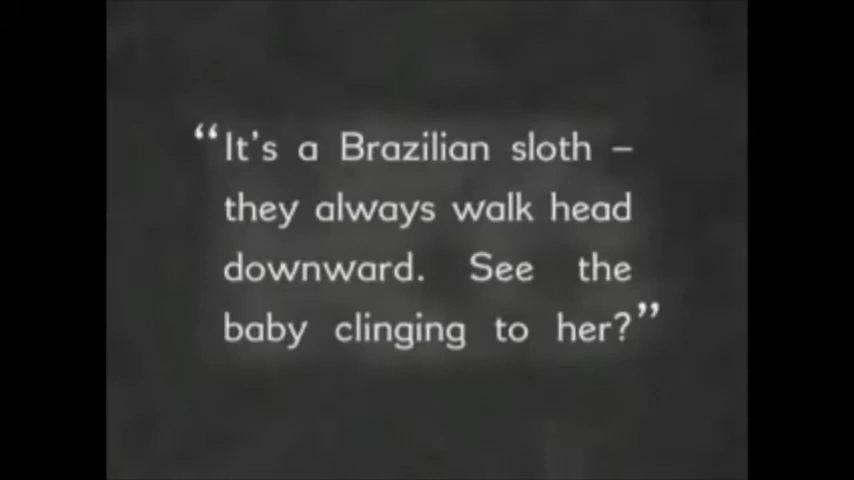 “It's a Brazilian sloth –
they always walk head
downward. See the
baby clinging to her?”